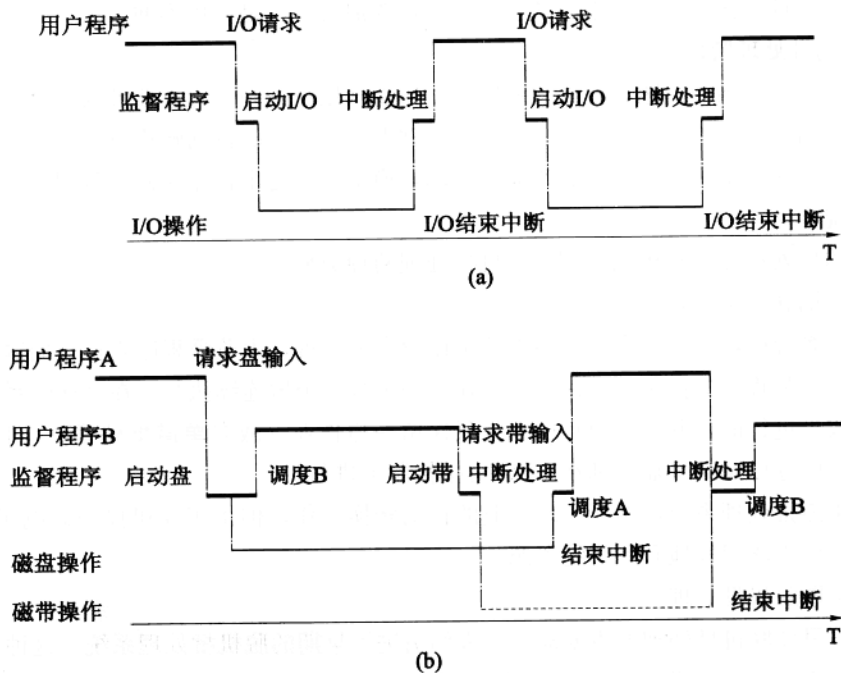 用户程序 I/O请求 I/O请求
监督程序 启动I/O 中断处理 启动I/O 中断处理
I/O操作 I/O结束中断 I/O结束中断
T
(a)
用户程序A 请求盘输入
用户程序B 请求带输入
监督程序 启动盘 调度B 启动带 中断处理 中断处理
调度A 调度B
磁盘操作 结束中断
磁带操作 结束中断
T
(b)